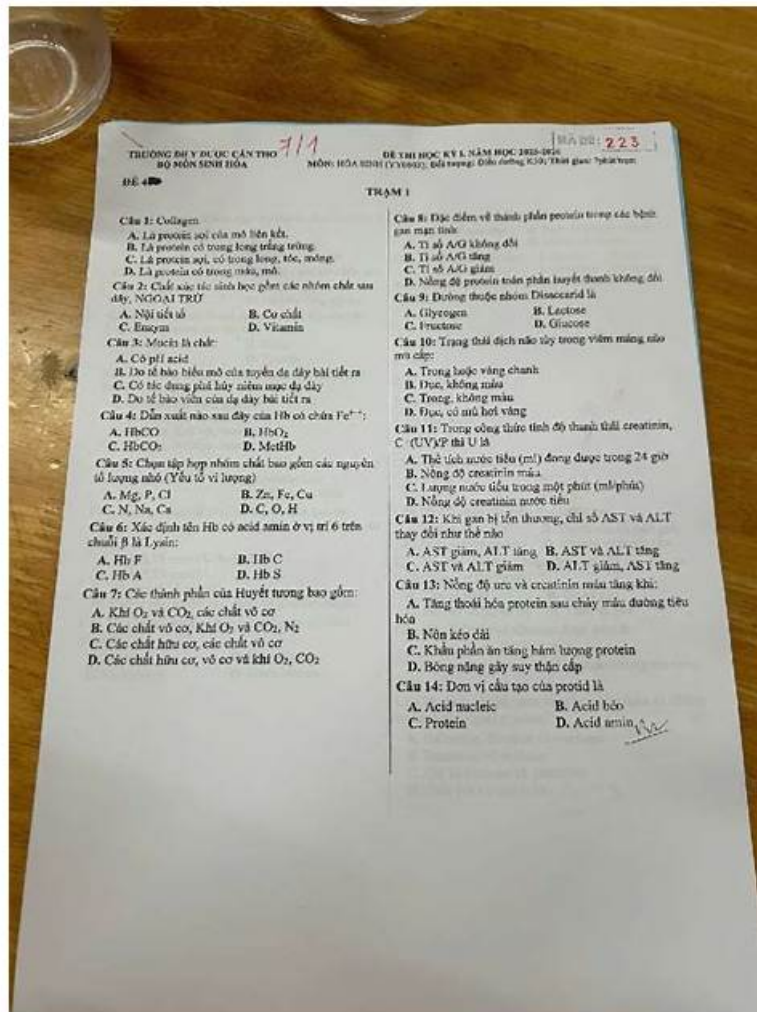 TRƯỜNG ĐH Y DƯỢC CẦN THƠ
BỘ MÔN SINH HÓA
7/1
MÃ ĐỀ: 223
ĐỀ THI HỌC KỲ I, NĂM HỌC 2025-2026
MÔN: HÓA SINH Đối tượng: Điều dưỡng Thời gian: 7phút/trạm
ĐỀ
TRẠM 1
Câu 1: Collagen
A. Là protein sợi của mô liên kết.
B. Là protein có trong lòng trắng trứng.
C. Là protein sợi, có trong lông, tóc, móng.
D. Là protein có trong máu, mô.
Câu 2: Chất xúc tác sinh học gồm các nhóm chất sau
đây, NGOẠI TRỪ
A. Nội tiết tố B. Cơ chất
C. Enzym D. Vitamin
Câu 3: Mucin là chất:
A. Có pH acid
B. Do tế bào biểu mô của tuyến dạ dày bài tiết ra
C. Có tác dụng phá hủy niêm mạc dạ dày
D. Do tế bào viền của dạ dày bài tiết ra
Câu 4: Dẫn xuất nào sau đây của Hb có chứa Fe⁺⁺⁺:
A. HbCO B. HbO₂
C. HbCO₂ D. MetHb
Câu 5: Chọn tập hợp nhóm chất bao gồm các nguyên
tố lượng nhỏ (Yếu tố vi lượng)
A. Mg, P, Cl B. Zn, Fe, Cu
C. N, Na, Ca D. C, O, H
Câu 6: Xác định tên Hb có acid amin ở vị trí 6 trên
chuỗi β là Lysin:
A. Hb F B. Hb C
C. Hb A D. Hb S
Câu 7: Các thành phần của Huyết tương bao gồm:
A. Khí O₂ và CO₂, các chất vô cơ
B. Các chất vô cơ, Khí O₂ và CO₂, N₂
C. Các chất hữu cơ, các chất vô cơ
D. Các chất hữu cơ, vô cơ và khí O₂, CO₂
Câu 8: Đặc điểm về thành phần protein trong các bệnh
gan mạn tính:
A. Tỉ số A/G không đổi
B. Tỉ số A/G tăng
C. Tỉ số A/G giảm
D. Nồng độ protein toàn phần huyết thanh không đổi
Câu 9: Đường thuộc nhóm Disaccarid là
A. Glycogen B. Lactose
C. Fructose D. Glucose
Câu 10: Trạng thái dịch não tủy trong viêm màng não
mủ cấp:
A. Trong hoặc vàng chanh
B. Đục, không màu
C. Trong, không màu
D. Đục, có mủ hơi vàng
Câu 11: Trong công thức tính độ thanh thải creatinin,
C=(UV)/P thì U là
A. Thể tích nước tiểu (ml) đong được trong 24 giờ
B. Nồng độ creatinin máu
C. Lượng nước tiểu trong một phút (ml/phút)
D. Nồng độ creatinin nước tiểu
Câu 12: Khi gan bị tổn thương, chỉ số AST và ALT
thay đổi như thế nào
A. AST giảm, ALT tăng B. AST và ALT tăng
C. AST và ALT giảm D. ALT giảm, AST tăng
Câu 13: Nồng độ ure và creatinin máu tăng khi:
A. Tăng thoái hóa protein sau chảy máu đường tiêu
hóa
B. Nôn kéo dài
C. Khẩu phần ăn tăng hàm lượng protein
D. Bỏng nặng gây suy thận cấp
Câu 14: Đơn vị cấu tạo của protid là
A. Acid nucleic B. Acid béo
C. Protein D. Acid amin